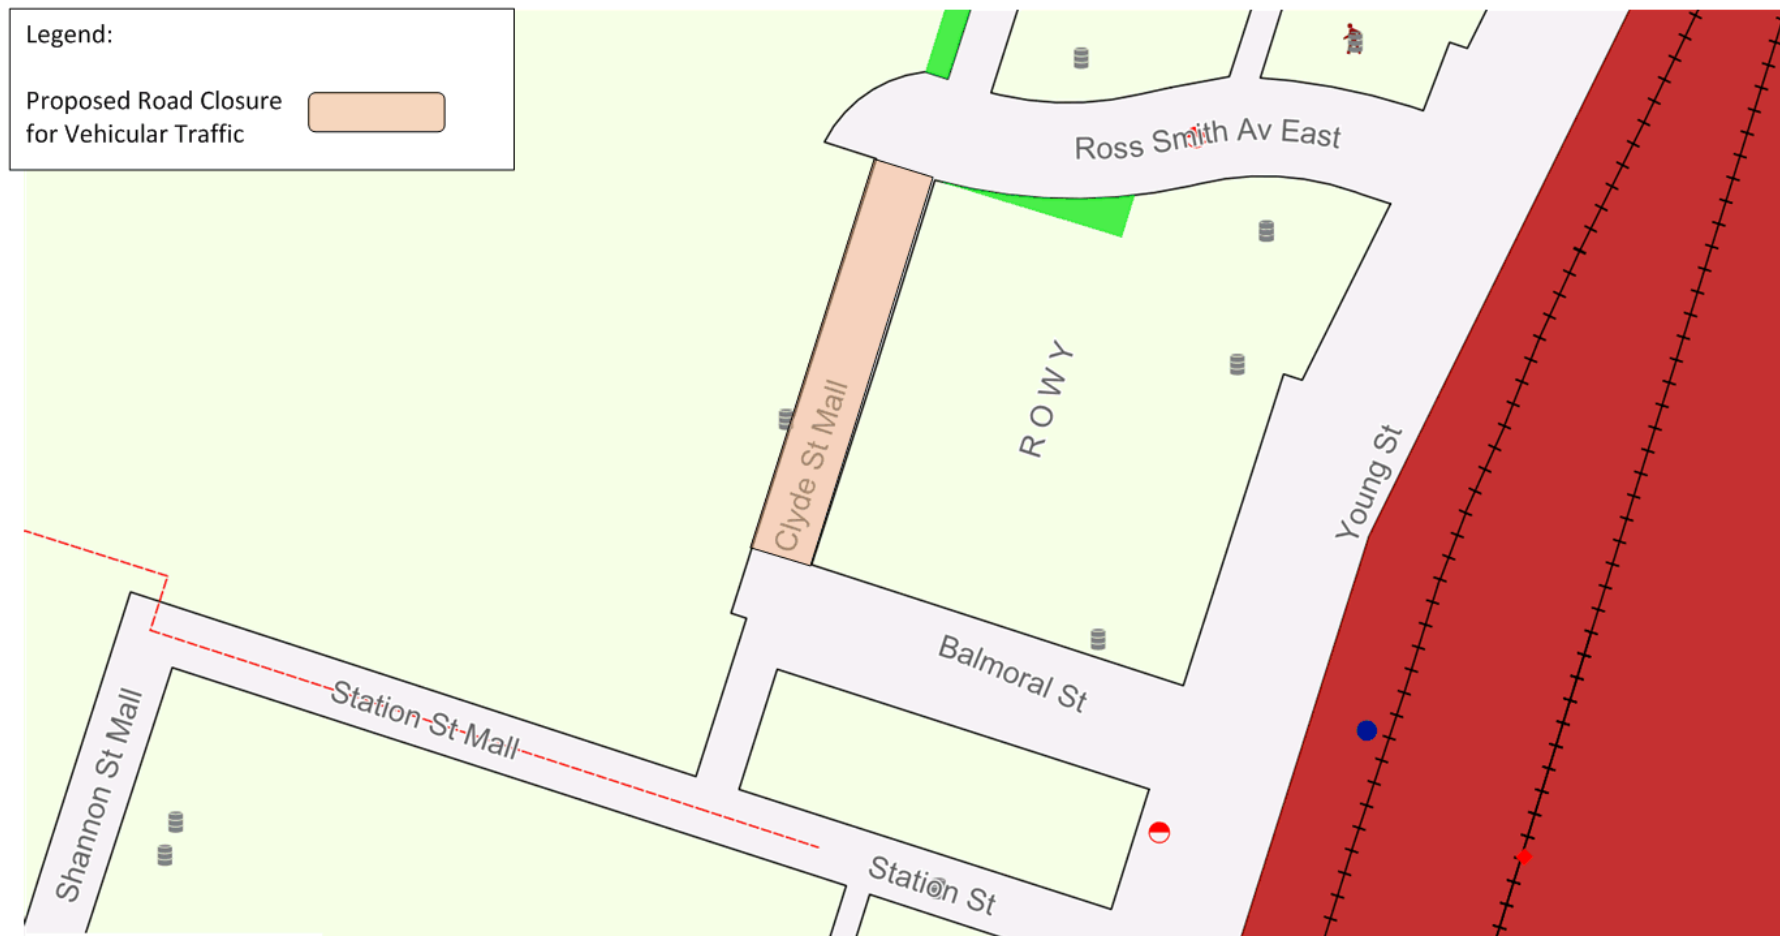 Legend:
Proposed Road Closure
for Vehicular Traffic
Ross Smith Av East
ROWY
Clyde St Mall
Young St
Balmoral St
Station St Mall
Shannon St Mall
Station St